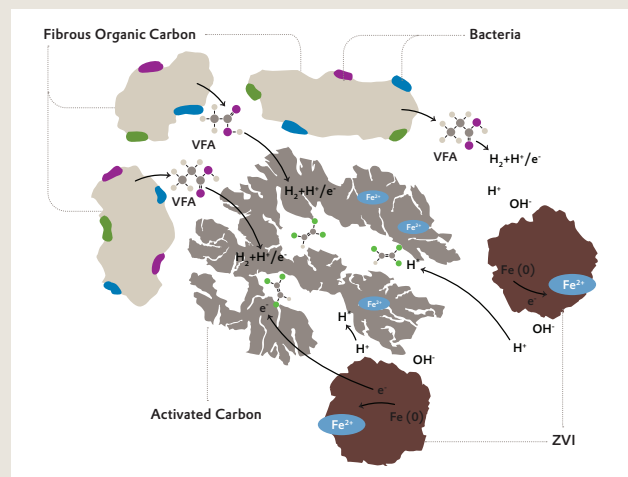 Fibrous Organic Carbon
Bacteria
VFA
VFA
H₂+H⁺/e⁻
VFA
H₂+H⁺/e⁻
Fe²⁺
H⁺
OH⁻
Fe²⁺
H₂+H⁺/e⁻
H⁺
Fe (0)
Fe²⁺
e⁻
e⁻
Fe²⁺
H⁺
OH⁻
H⁺
H⁺
OH⁻
e⁻
Activated Carbon
Fe (0)
Fe²⁺
ZVI